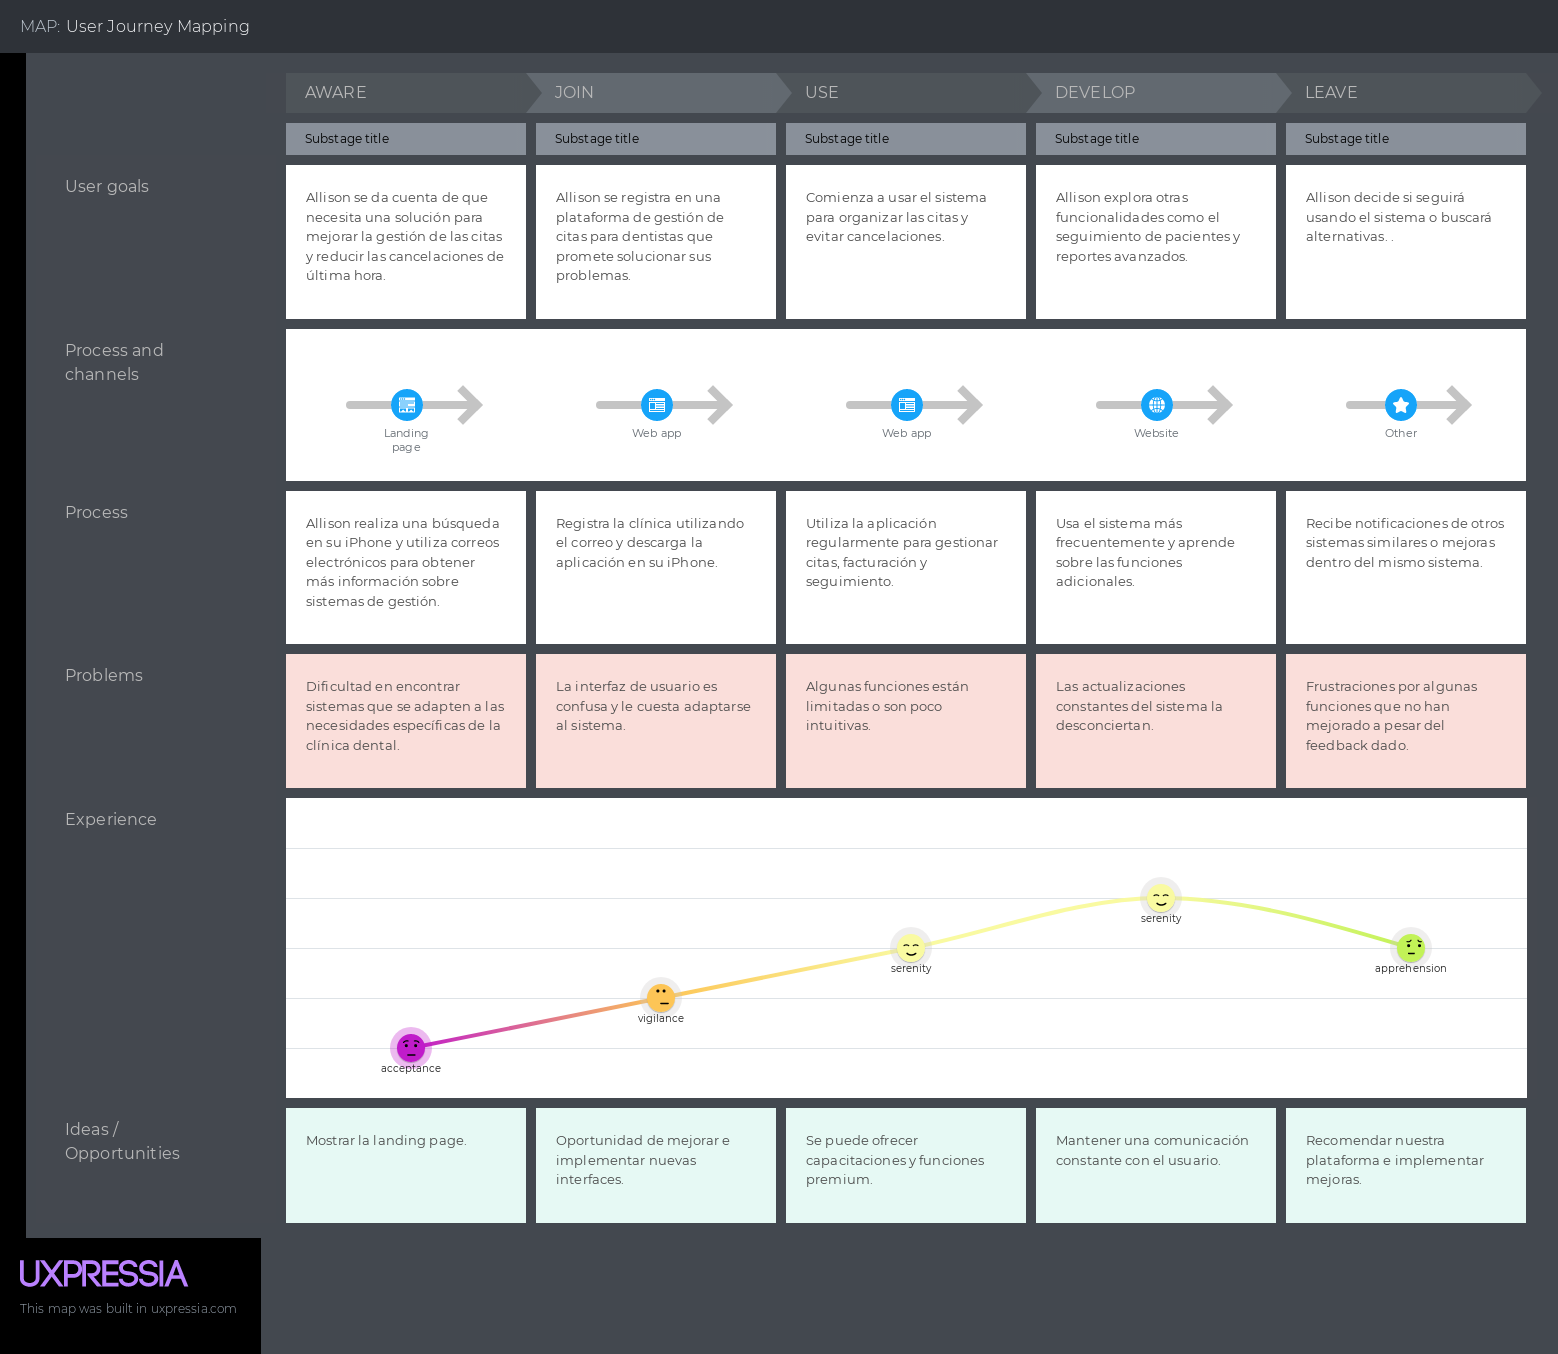 MAP: User Journey Mapping
AWARE
JOIN
USE
DEVELOP
LEAVE
Substage title
Substage title
Substage title
Substage title
Substage title
User goals
Allison se da cuenta de que
necesita una solución para
mejorar la gestión de las citas
y reducir las cancelaciones de
última hora.
Allison se registra en una
plataforma de gestión de
citas para dentistas que
promete solucionar sus
problemas.
Comienza a usar el sistema
para organizar las citas y
evitar cancelaciones.
Allison explora otras
funcionalidades como el
seguimiento de pacientes y
reportes avanzados.
Allison decide si seguirá
usando el sistema o buscará
alternativas. .
Process and
channels
Landing
page
Web app
Web app
Website
Other
Process
Allison realiza una búsqueda
en su iPhone y utiliza correos
electrónicos para obtener
más información sobre
sistemas de gestión.
Registra la clínica utilizando
el correo y descarga la
aplicación en su iPhone.
Utiliza la aplicación
regularmente para gestionar
citas, facturación y
seguimiento.
Usa el sistema más
frecuentemente y aprende
sobre las funciones
adicionales.
Recibe notificaciones de otros
sistemas similares o mejoras
dentro del mismo sistema.
Problems
Dificultad en encontrar
sistemas que se adapten a las
necesidades específicas de la
clínica dental.
La interfaz de usuario es
confusa y le cuesta adaptarse
al sistema.
Algunas funciones están
limitadas o son poco
intuitivas.
Las actualizaciones
constantes del sistema la
desconciertan.
Frustraciones por algunas
funciones que no han
mejorado a pesar del
feedback dado.
Experience
acceptance
vigilance
serenity
serenity
apprehension
Ideas /
Opportunities
Mostrar la landing page.
Oportunidad de mejorar e
implementar nuevas
interfaces.
Se puede ofrecer
capacitaciones y funciones
premium.
Mantener una comunicación
constante con el usuario.
Recomendar nuestra
plataforma e implementar
mejoras.
UXPRESSIA
This map was built in uxpressia.com